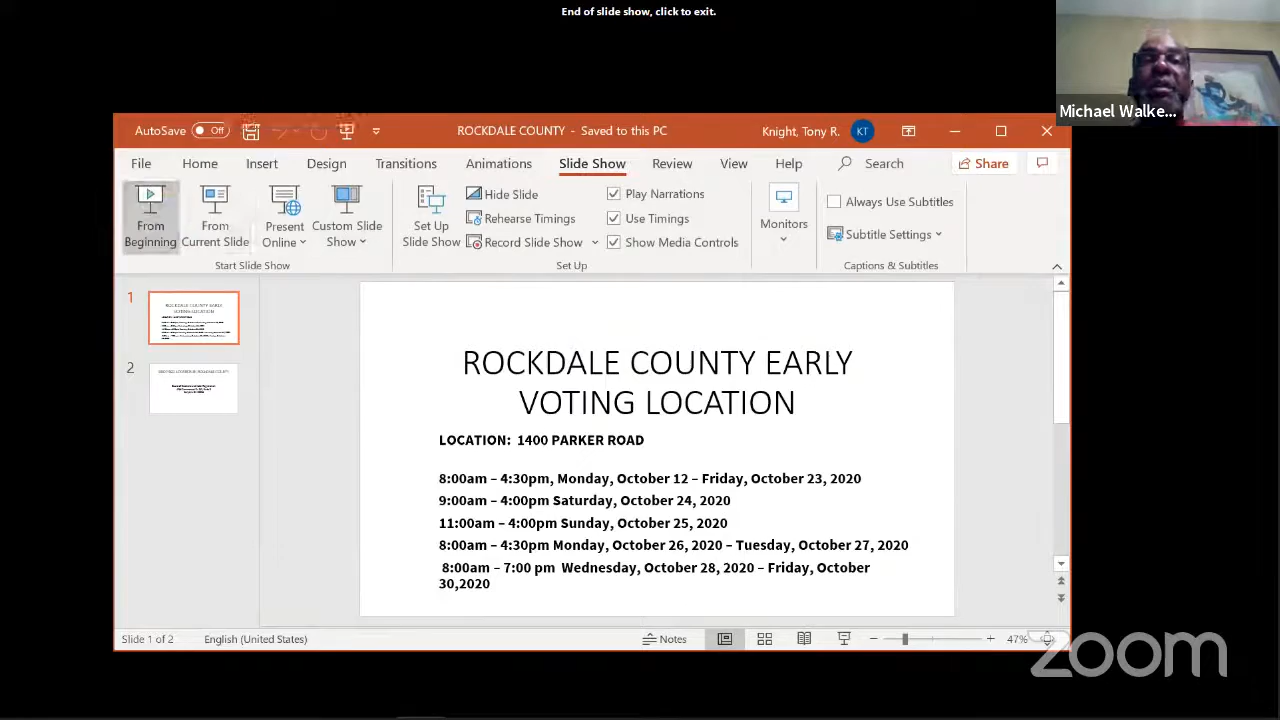 End of slide show, click to exit.
Michael Walke...
AutoSave Off ROCKDALE COUNTY - Saved to this PC Knight, Tony R. KT
File Home Insert Design Transitions Animations Slide Show Review View Help Search Share
From Beginning
From Current Slide
Present Online
Custom Slide Show
Set Up Slide Show
Hide Slide
Rehearse Timings
Record Slide Show
Play Narrations
Use Timings
Show Media Controls
Monitors
Always Use Subtitles
Subtitle Settings
Start Slide Show Set Up Captions & Subtitles
1
2
ROCKDALE COUNTY EARLY
VOTING LOCATION
LOCATION: 1400 PARKER ROAD
8:00am – 4:30pm, Monday, October 12 – Friday, October 23, 2020
9:00am – 4:00pm Saturday, October 24, 2020
11:00am – 4:00pm Sunday, October 25, 2020
8:00am – 4:30pm Monday, October 26, 2020 – Tuesday, October 27, 2020
8:00am – 7:00 pm Wednesday, October 28, 2020 – Friday, October
30,2020
Slide 1 of 2 English (United States) Notes 47%
zoom